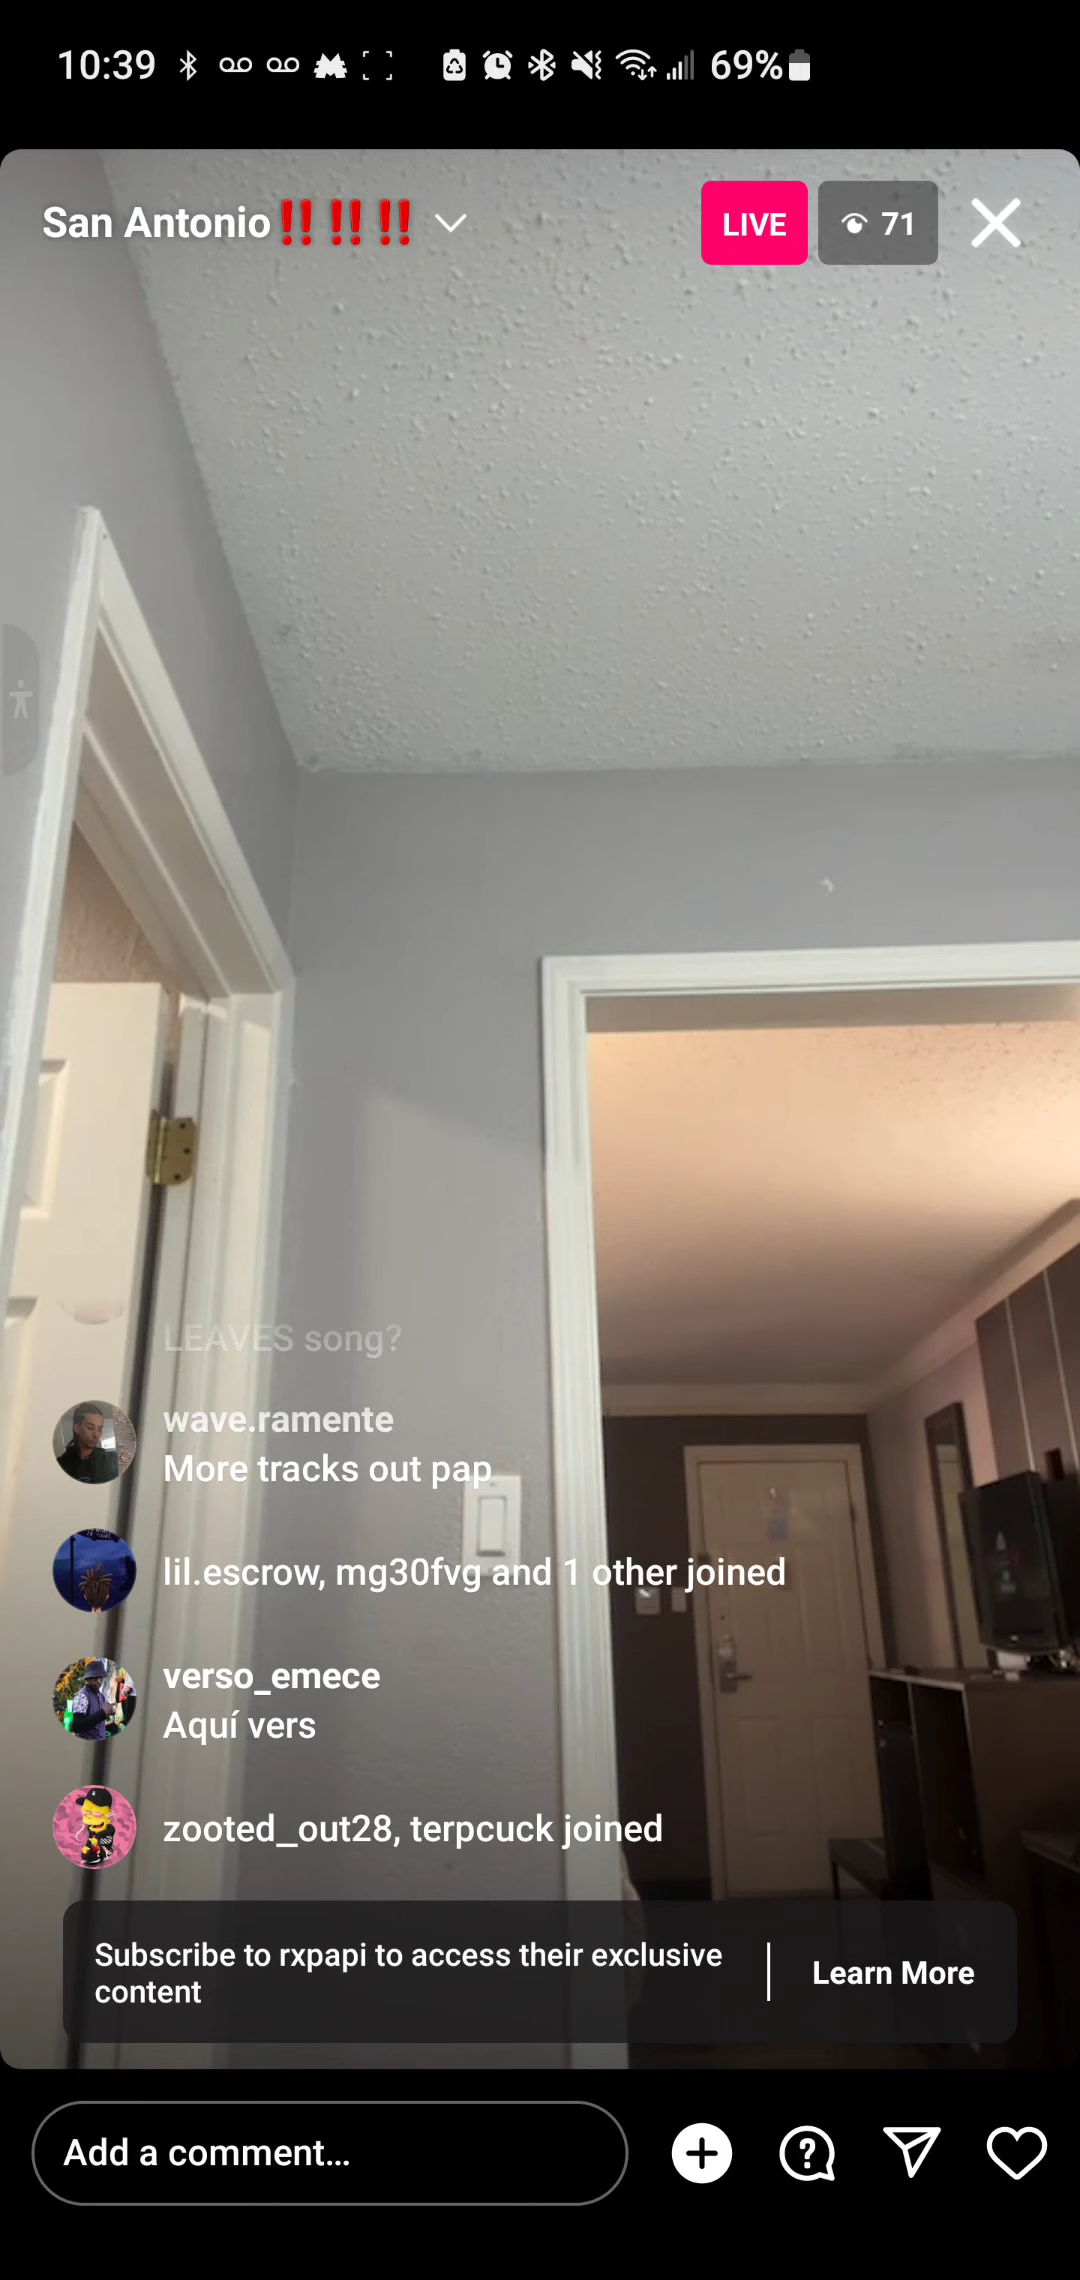 10:39
69%
San Antonio‼️‼️‼️
LIVE
71
LEAVES song?
wave.ramente
More tracks out pap
lil.escrow, mg30fvg and 1 other joined
verso_emece
Aquí vers
zooted_out28, terpcuck joined
Subscribe to rxpapi to access their exclusive
content
Learn More
Add a comment...